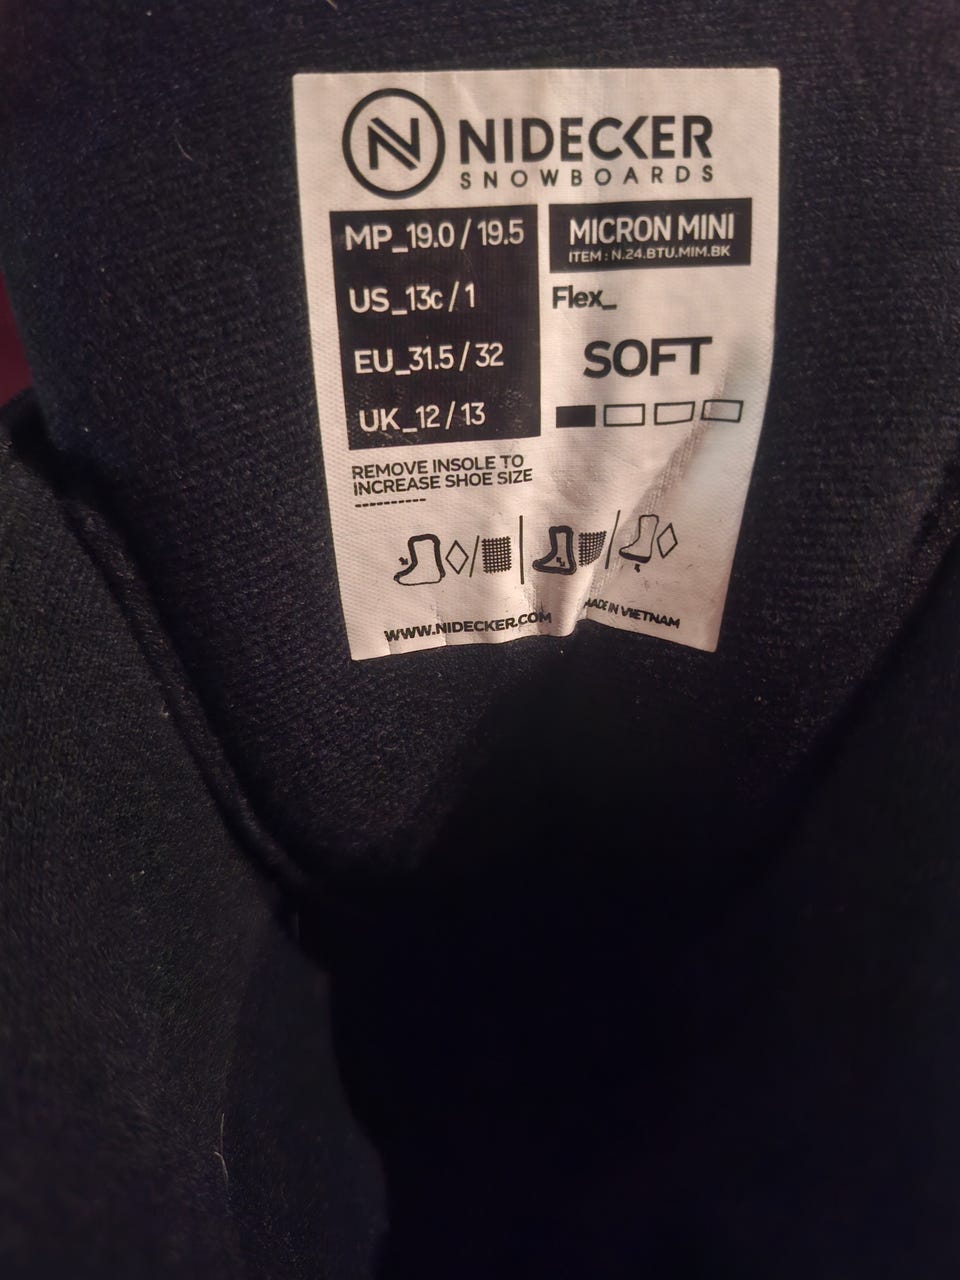 N NIDECKER
SNOWBOARDS
MP_19.0 / 19.5
US_13c / 1
EU_31.5 / 32
UK_12 / 13
MICRON MINI
ITEM : N.24.BTU.MIM.BK
Flex_
SOFT
REMOVE INSOLE TO
INCREASE SHOE SIZE
----------
WWW.NIDECKER.COM
MADE IN VIETNAM